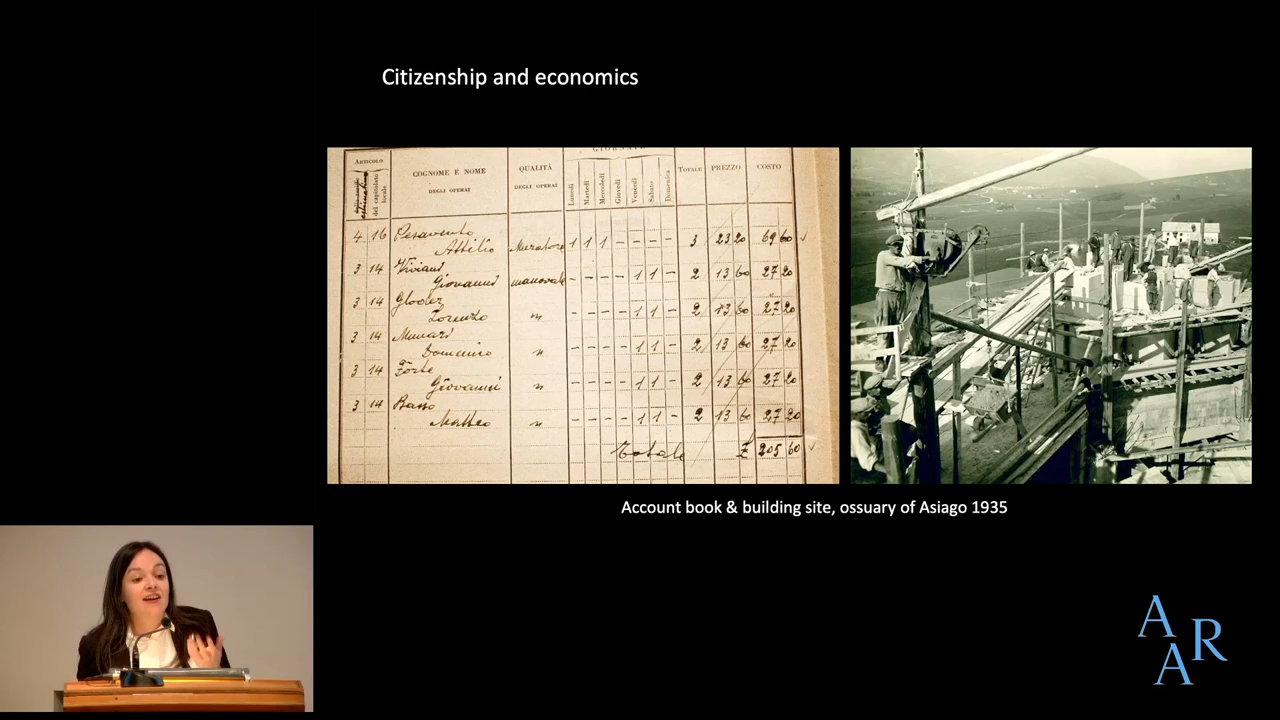 Citizenship and economics
ARTICOLO
COGNOME E NOME
DEGLI OPERAI
QUALITÀ
DEGLI OPERAI
Lunedì
Martedì
Mercoledì
Giovedì
Venerdì
Sabato
Domenica
TOTALE
PREZZO
COSTO
del capitolato
locale
4 16 Pesavento
Attilio Muratore 1 1 1 - - - - 3 23 20 69 60
3 14 Viviani
Giovanni manovale - - - - 1 1 - 2 13 60 27 20
3 14
Lorenzo " - - - - 1 1 - 2 13 60 27 20
3 14 Munari
Domenico " - - - - 1 1 - 2 13 60 27 20
3 14 Forte
Giovanni " - - - - 1 1 - 2 13 60 27 20
3 14 Basso
Matteo " - - - - 1 1 - 2 13 60 27 20
Totale £ 205 60
Account book & building site, ossuary of Asiago 1935
A
A R